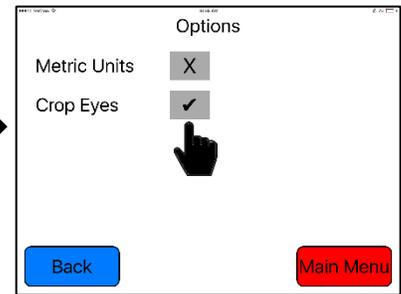 Options
Metric Units X
Crop Eyes ✔
Back
Main Menu